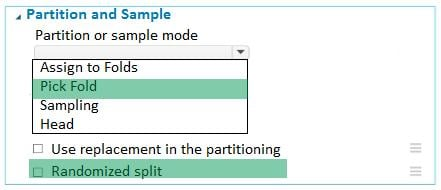 Partition and Sample
Partition or sample mode
Assign to Folds
Pick Fold
Sampling
Head
Use replacement in the partitioning
Randomized split